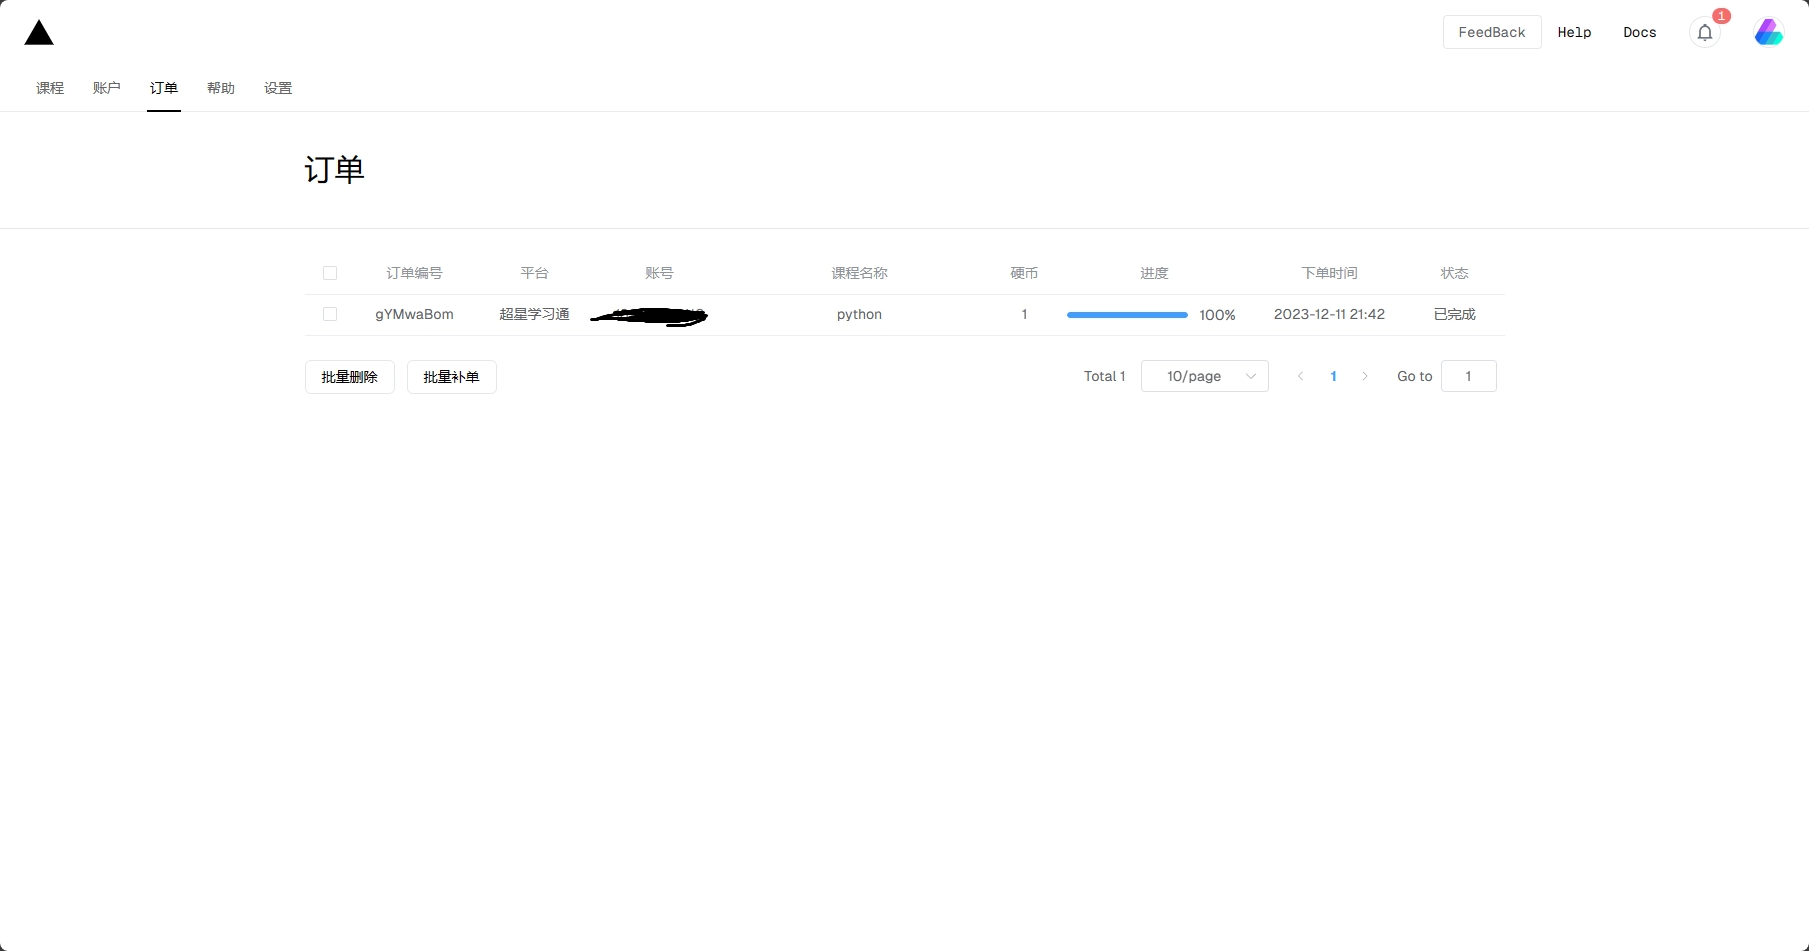 FeedBack Help Docs 1
课程 账户 订单 帮助 设置
订单
订单编号 平台 账号 课程名称 硬币 进度 下单时间 状态
gYMwaBom 超星学习通 python 1 100% 2023-12-11 21:42 已完成
批量删除 批量补单 Total 1 10/page 1 Go to 1